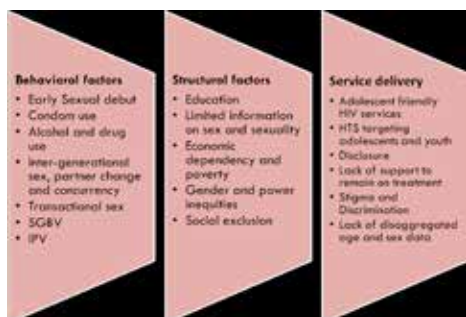 Behavioral factors
• Early Sexual debut
• Condom use
• Alcohol and drug
use
• Inter-generational
sex, partner change
and concurrency
• Transactional sex
• SGBV
• IPV
Structural factors
• Education
• Limited information
on sex and sexuality
• Economic
dependency and
poverty
• Gender and power
inequities
• Social exclusion
Service delivery
• Adolescent friendly
HIV services
• HTS targeting
adolescents and youth
• Disclosure
• Lack of support to
remain on treatment
• Stigma and
Discrimination
• Lack of disaggregated
age and sex data